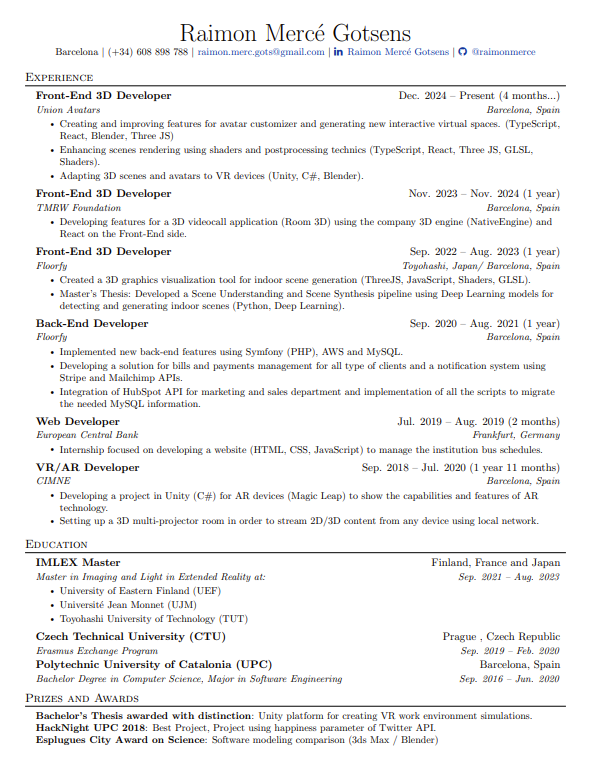 Raimon Mercé Gotsens
Barcelona | (+34) 608 898 788 | raimon.merc.gots@gmail.com | in Raimon Mercé Gotsens | @raimonmerce
Experience
Front-End 3D Developer Dec. 2024 – Present (4 months...)
Union Avatars Barcelona, Spain
• Creating and improving features for avatar customizer and generating new interactive virtual spaces. (TypeScript,
React, Blender, Three JS)
• Enhancing scenes rendering using shaders and postprocessing technics (TypeScript, React, Three JS, GLSL,
Shaders).
• Adapting 3D scenes and avatars to VR devices (Unity, C#, Blender).
Front-End 3D Developer Nov. 2023 – Nov. 2024 (1 year)
TMRW Foundation Barcelona, Spain
• Developing features for a 3D videocall application (Room 3D) using the company 3D engine (NativeEngine) and
React on the Front-End side.
Front-End 3D Developer Sep. 2022 – Aug. 2023 (1 year)
Floorfy Toyohashi, Japan/ Barcelona, Spain
• Created a 3D graphics visualization tool for indoor scene generation (ThreeJS, JavaScript, Shaders, GLSL).
• Master's Thesis: Developed a Scene Understanding and Scene Synthesis pipeline using Deep Learning models for
detecting and generating indoor scenes (Python, Deep Learning).
Back-End Developer Sep. 2020 – Aug. 2021 (1 year)
Floorfy Barcelona, Spain
• Implemented new back-end features using Symfony (PHP), AWS and MySQL.
• Developing a solution for bills and payments management for all type of clients and a notification system using
Stripe and Mailchimp APIs.
• Integration of HubSpot API for marketing and sales department and implementation of all the scripts to migrate
the needed MySQL information.
Web Developer Jul. 2019 – Aug. 2019 (2 months)
European Central Bank Frankfurt, Germany
• Internship focused on developing a website (HTML, CSS, JavaScript) to manage the institution bus schedules.
VR/AR Developer Sep. 2018 – Jul. 2020 (1 year 11 months)
CIMNE Barcelona, Spain
• Developing a project in Unity (C#) for AR devices (Magic Leap) to show the capabilities and features of AR
technology.
• Setting up a 3D multi-projector room in order to stream 2D/3D content from any device using local network.
Education
IMLEX Master Finland, France and Japan
Master in Imaging and Light in Extended Reality at: Sep. 2021 – Aug. 2023
• University of Eastern Finland (UEF)
• Université Jean Monnet (UJM)
• Toyohashi University of Technology (TUT)
Czech Technical University (CTU) Prague , Czech Republic
Erasmus Exchange Program Sep. 2019 – Feb. 2020
Polytechnic University of Catalonia (UPC) Barcelona, Spain
Bachelor Degree in Computer Science, Major in Software Engineering Sep. 2016 – Jun. 2020
Prizes and Awards
Bachelor's Thesis awarded with distinction: Unity platform for creating VR work environment simulations.
HackNight UPC 2018: Best Project, Project using happiness parameter of Twitter API.
Esplugues City Award on Science: Software modeling comparison (3ds Max / Blender)